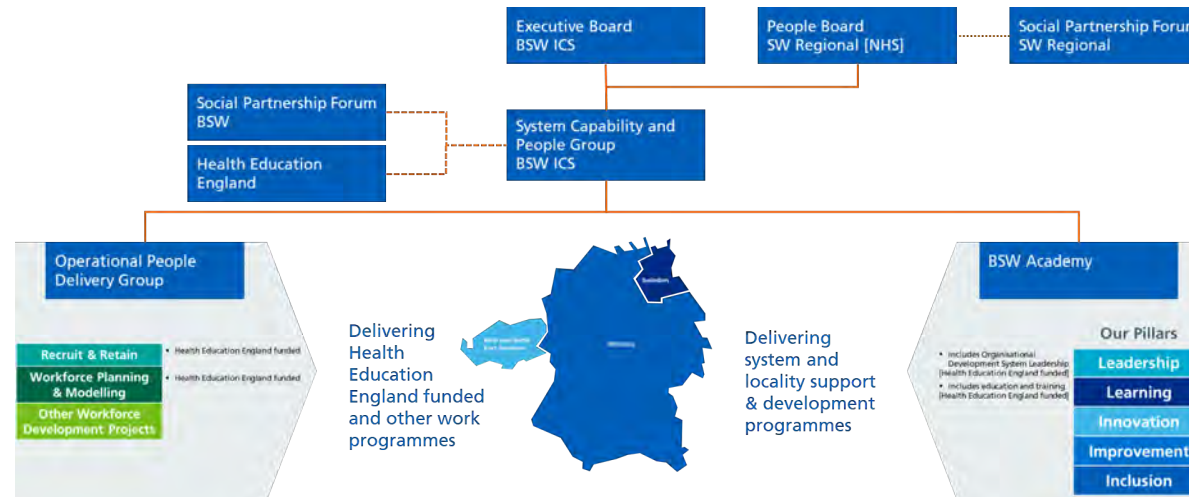 Executive Board
BSW ICS
People Board
SW Regional [NHS]
Social Partnership Forum
SW Regional
Social Partnership Forum
BSW
Health Education
England
System Capability and
People Group
BSW ICS
Operational People
Delivery Group
Recruit & Retain
• Health Education England funded
Workforce Planning
& Modelling
• Health Education England funded
Other Workforce
Development Projects
Delivering
Health
Education
England funded
and other work
programmes
Swindon
Wiltshire
Delivering
system and
locality support
& development
programmes
BSW Academy
Our Pillars
• Includes Organisational
Development System Leadership
[Health Education England funded]
• Includes education and training
[Health Education England funded]
Leadership
Learning
Innovation
Improvement
Inclusion